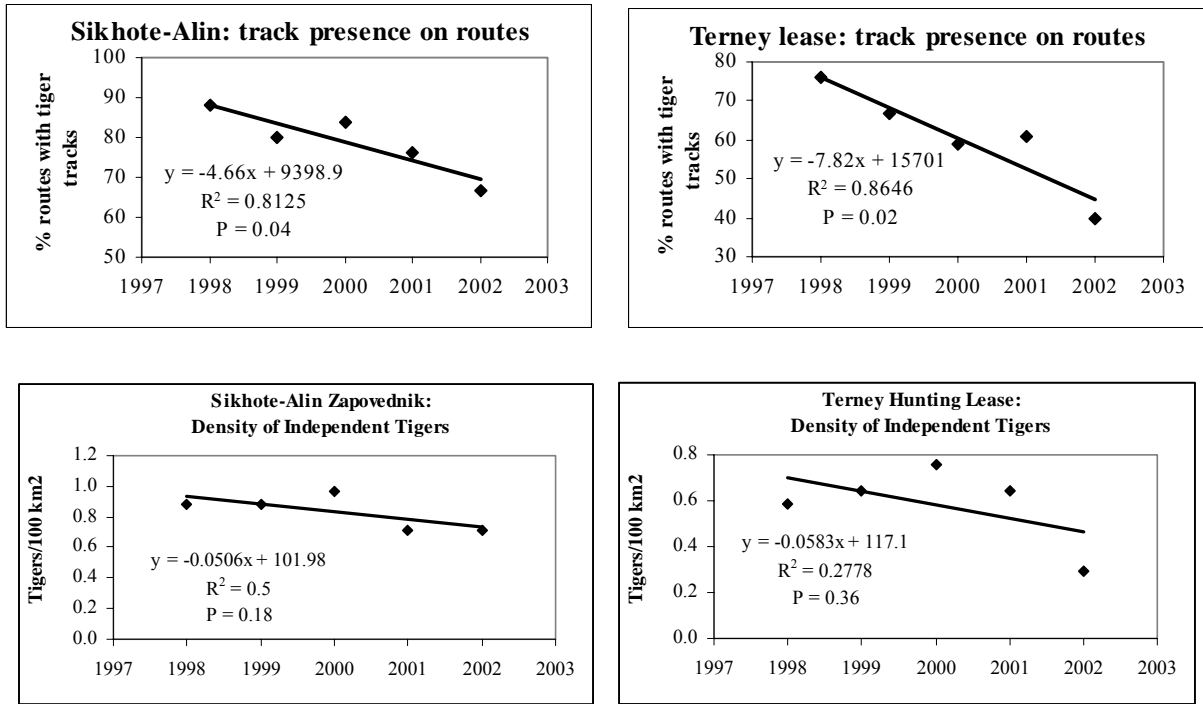 Sikhote-Alin: track presence on routes
% routes with tiger
tracks
100
90
80
70
60
50
y = -4.66x + 9398.9
R² = 0.8125
P = 0.04
1997 1998 1999 2000 2001 2002 2003
Terney lease: track presence on routes
% routes with tiger
tracks
80
70
60
50
40
30
y = -7.82x + 15701
R² = 0.8646
P = 0.02
1997 1998 1999 2000 2001 2002 2003
Sikhote-Alin Zapovednik:
Density of Independent Tigers
Tigers/100 km2
1.2
1.0
0.8
0.6
0.4
0.2
0.0
y = -0.0506x + 101.98
R² = 0.5
P = 0.18
1997 1998 1999 2000 2001 2002 2003
Terney Hunting Lease:
Density of Independent Tigers
Tigers/100 km2
0.8
0.6
0.4
0.2
0.0
y = -0.0583x + 117.1
R² = 0.2778
P = 0.36
1997 1998 1999 2000 2001 2002 2003